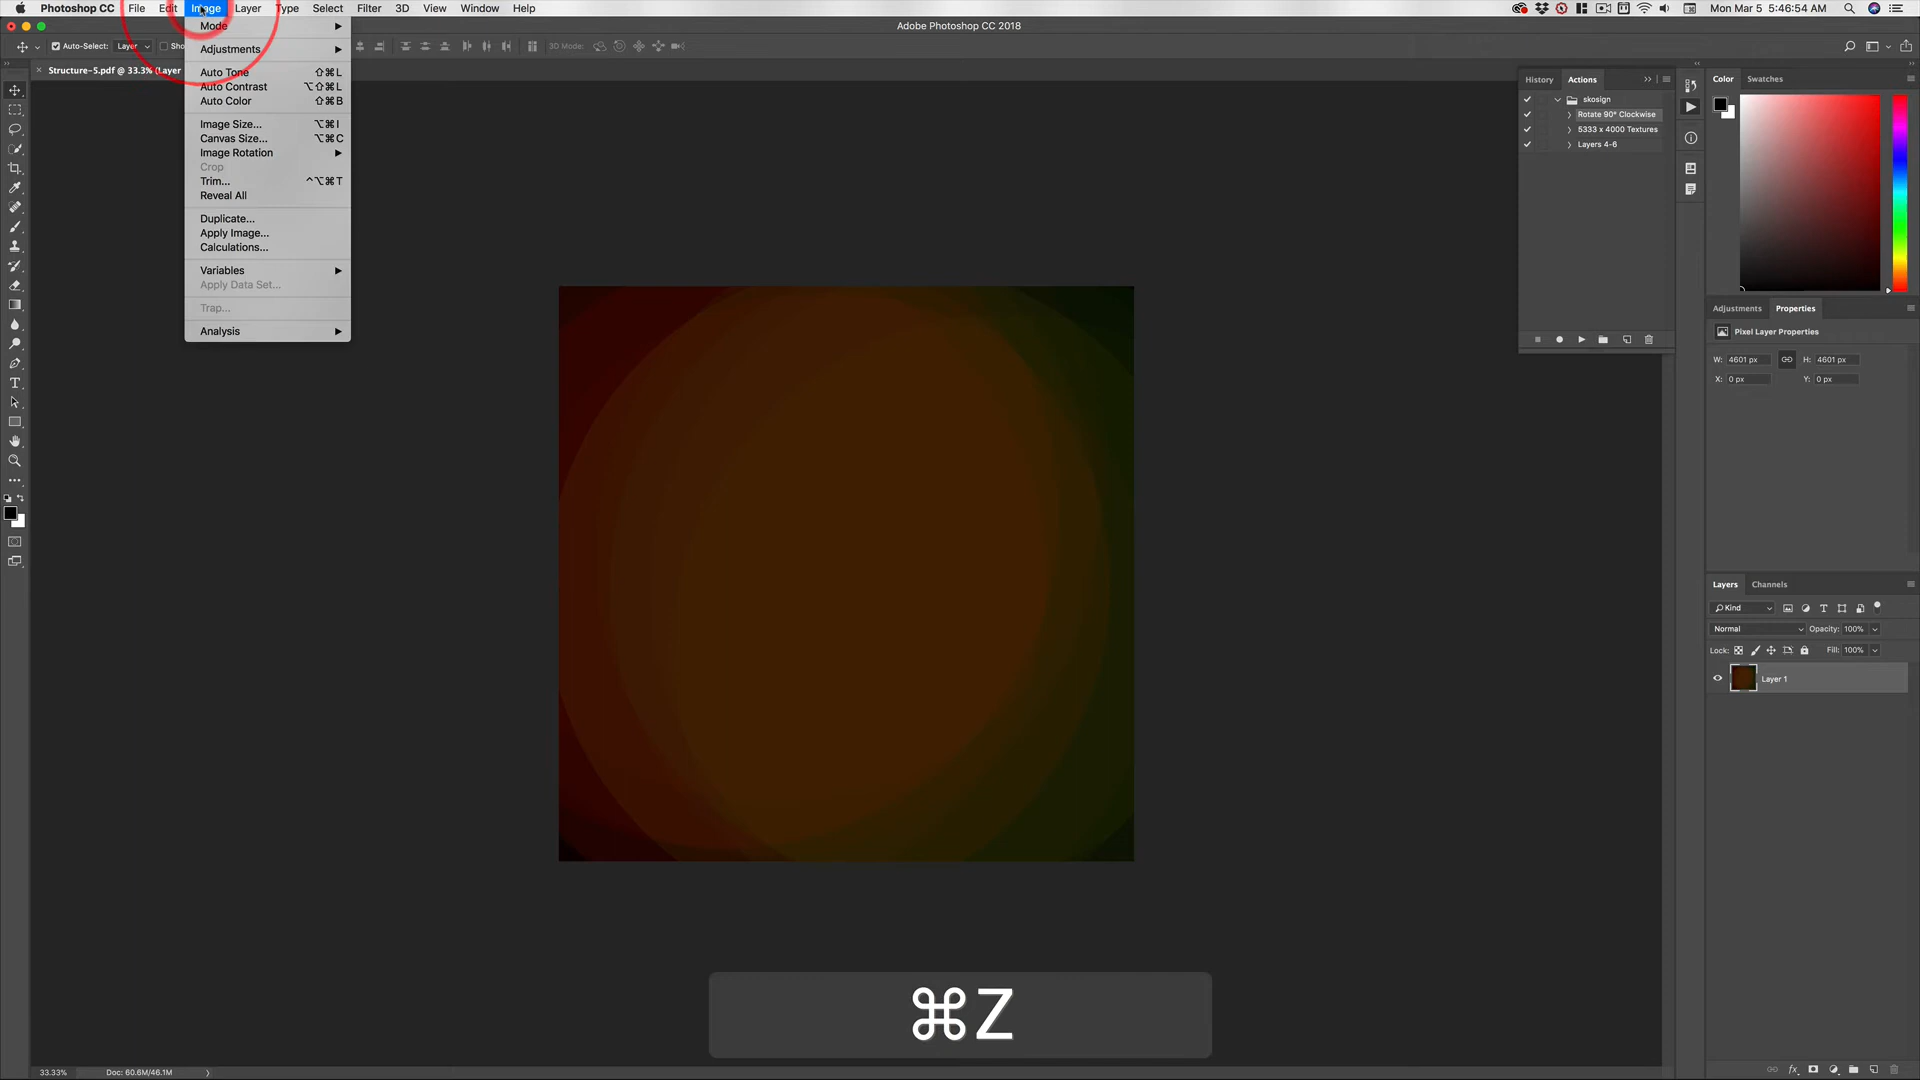 Photoshop CC File Edit Image Layer Type Select Filter 3D View Window Help
Mon Mar 5 5:46:54 AM
Adobe Photoshop CC 2018
Auto-Select: Layer Sho
3D Mode:
Structure-5.pdf @ 33.3% (Layer
Mode
Adjustments
Auto Tone ⇧⌘L
Auto Contrast ⌥⇧⌘L
Auto Color ⇧⌘B
Image Size... ⌥⌘I
Canvas Size... ⌥⌘C
Image Rotation
Crop
Trim... ^⌥⌘T
Reveal All
Duplicate...
Apply Image...
Calculations...
Variables
Apply Data Set...
Trap...
Analysis
History Actions
skosign
Rotate 90° Clockwise
5333 x 4000 Textures
Layers 4-6
Color Swatches
Adjustments Properties
Pixel Layer Properties
W: 4601 px H: 4601 px
X: 0 px Y: 0 px
Layers Channels
Kind
Normal Opacity: 100%
Lock: Fill: 100%
Layer 1
⌘Z
33.33% Doc: 60.6M/46.1M